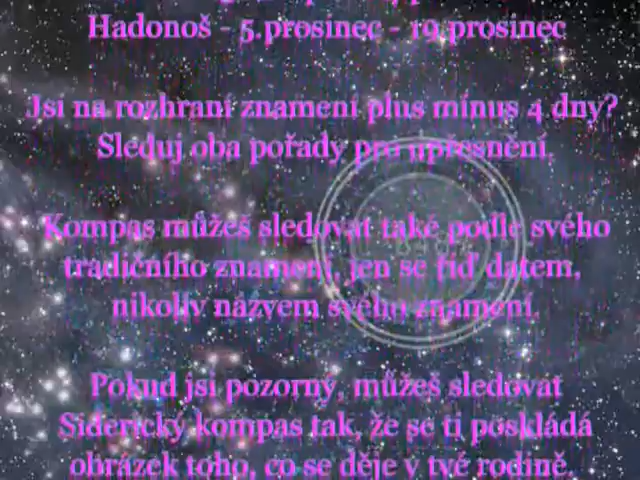 Hadonoš - 5.prosinec - 19.prosinec
Jsi na rozhraní znamení plus mínus 4 dny?
Sleduj oba pořady pro upřesnění.
Kompas můžeš sledovat také podle svého
tradičního znamení, jen se řiď datem,
nikoliv názvem svého znamení.
Pokud jsi pozorný, můžeš sledovat
Siderický kompas tak, že se ti poskládá
obrázek toho, co se děje v tvé rodině.